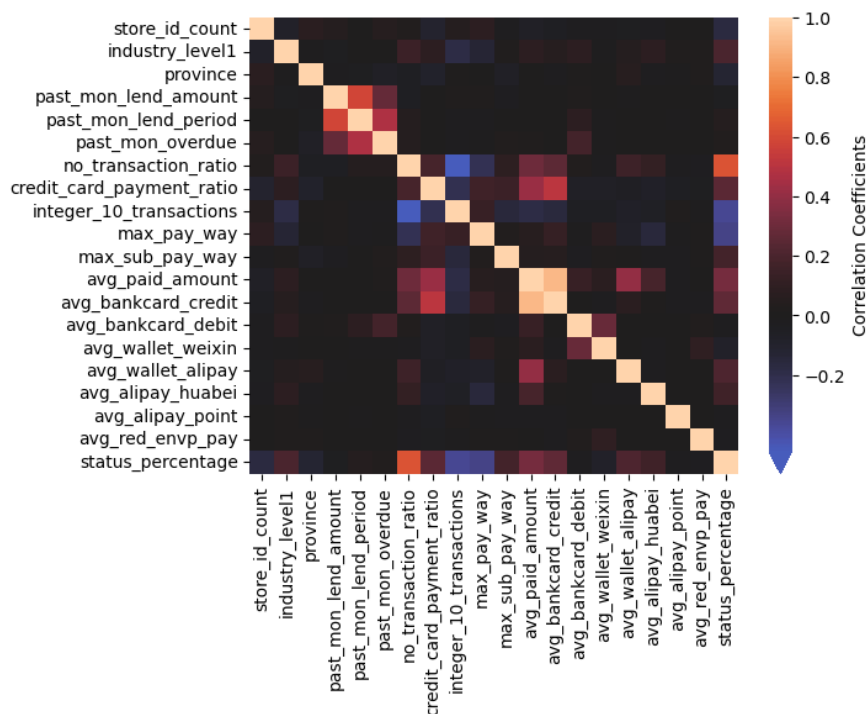 store_id_count
industry_level1
province
past_mon_lend_amount
past_mon_lend_period
past_mon_overdue
no_transaction_ratio
credit_card_payment_ratio
integer_10_transactions
max_pay_way
max_sub_pay_way
avg_paid_amount
avg_bankcard_credit
avg_bankcard_debit
avg_wallet_weixin
avg_wallet_alipay
avg_alipay_huabei
avg_alipay_point
avg_red_envp_pay
status_percentage
store_id_count
industry_level1
province
past_mon_lend_amount
past_mon_lend_period
past_mon_overdue
no_transaction_ratio
credit_card_payment_ratio
integer_10_transactions
max_pay_way
max_sub_pay_way
avg_paid_amount
avg_bankcard_credit
avg_bankcard_debit
avg_wallet_weixin
avg_wallet_alipay
avg_alipay_huabei
avg_alipay_point
avg_red_envp_pay
status_percentage
1.0
0.8
0.6
0.4
0.2
0.0
−0.2
Correlation Coefficients